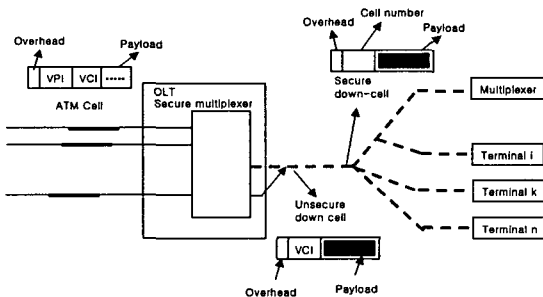 Overhead
Payload
VPI
VCI
-----
ATM Cell
Overhead
Cell number
Payload
Secure
down-cell
OLT
Secure multiplexer
Unsecure
down cell
Multiplexer
Terminal i
Terminal k
Terminal n
VCI
Overhead
Payload